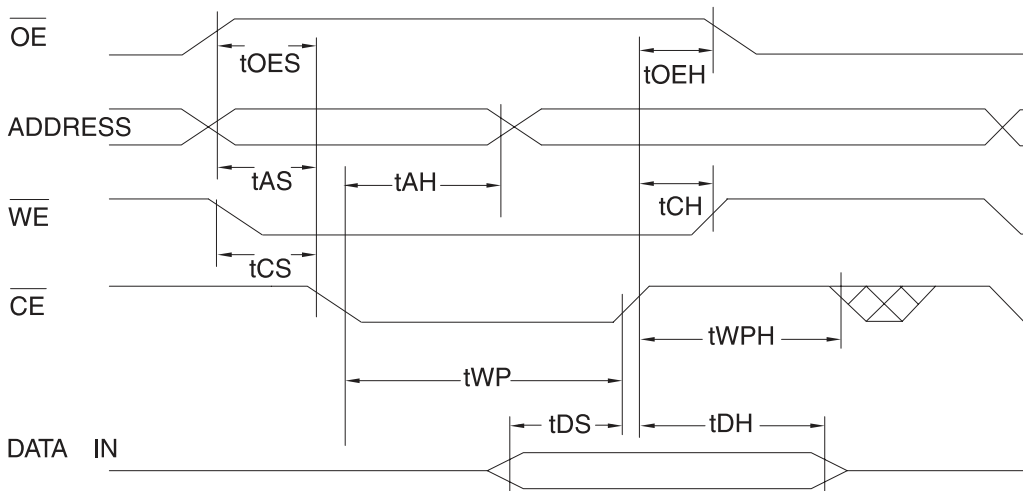 OE
tOES
tOEH
ADDRESS
tAS
tAH
tCH
WE
tCS
CE
tWPH
tWP
tDS
tDH
DATA IN